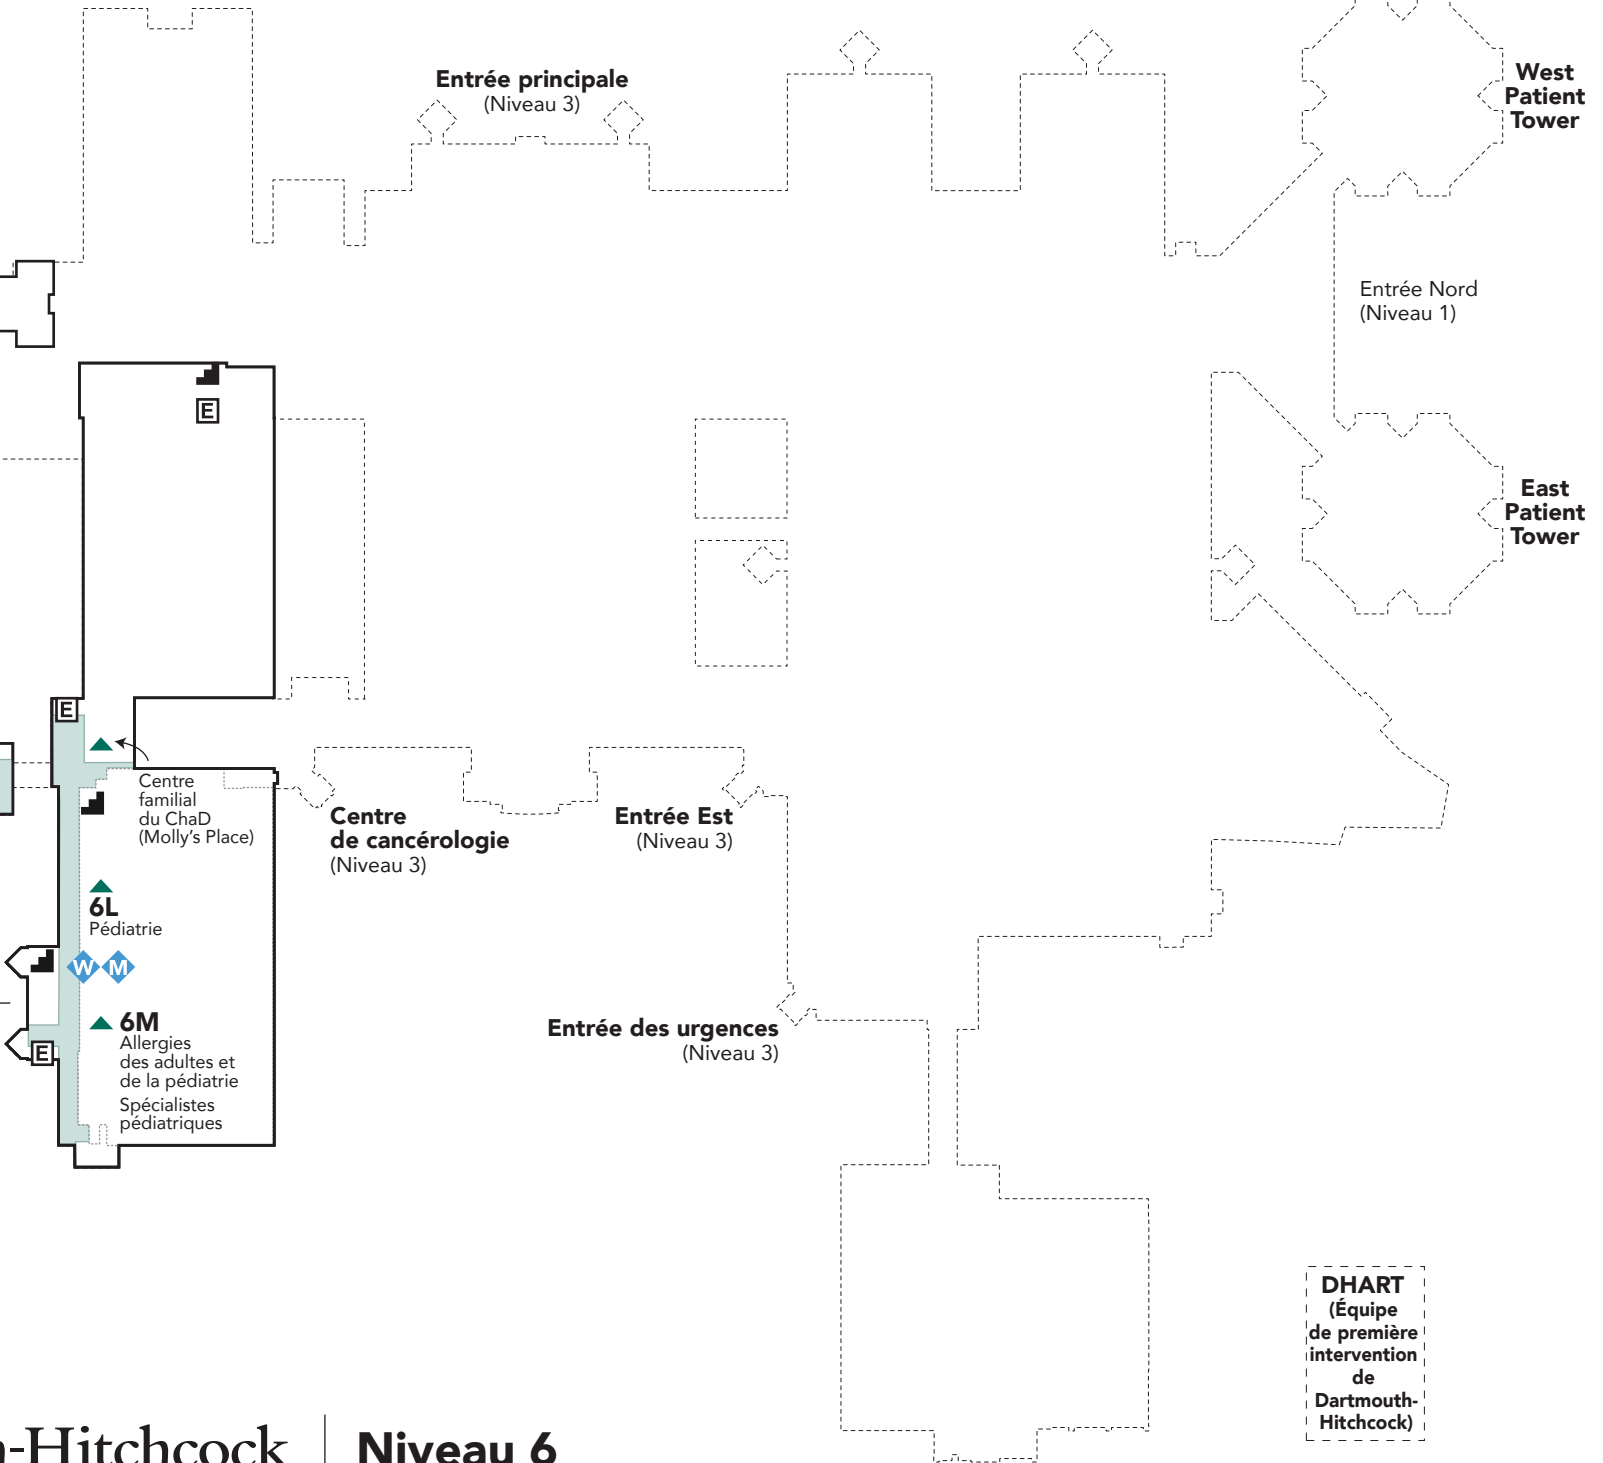 Entrée principale
(Niveau 3)
West
Patient
Tower
Entrée Nord
(Niveau 1)
E
East
Patient
Tower
E
Centre
familial
du ChaD
(Molly's Place)
Centre
de cancérologie
(Niveau 3)
Entrée Est
(Niveau 3)
6L
Pédiatrie
W M
6M
Allergies
des adultes et
de la pédiatrie
Spécialistes
pédiatriques
E
Entrée des urgences
(Niveau 3)
DHART
(Équipe
de première
intervention
de
Dartmouth-
Hitchcock)
-Hitchcock
Niveau 6